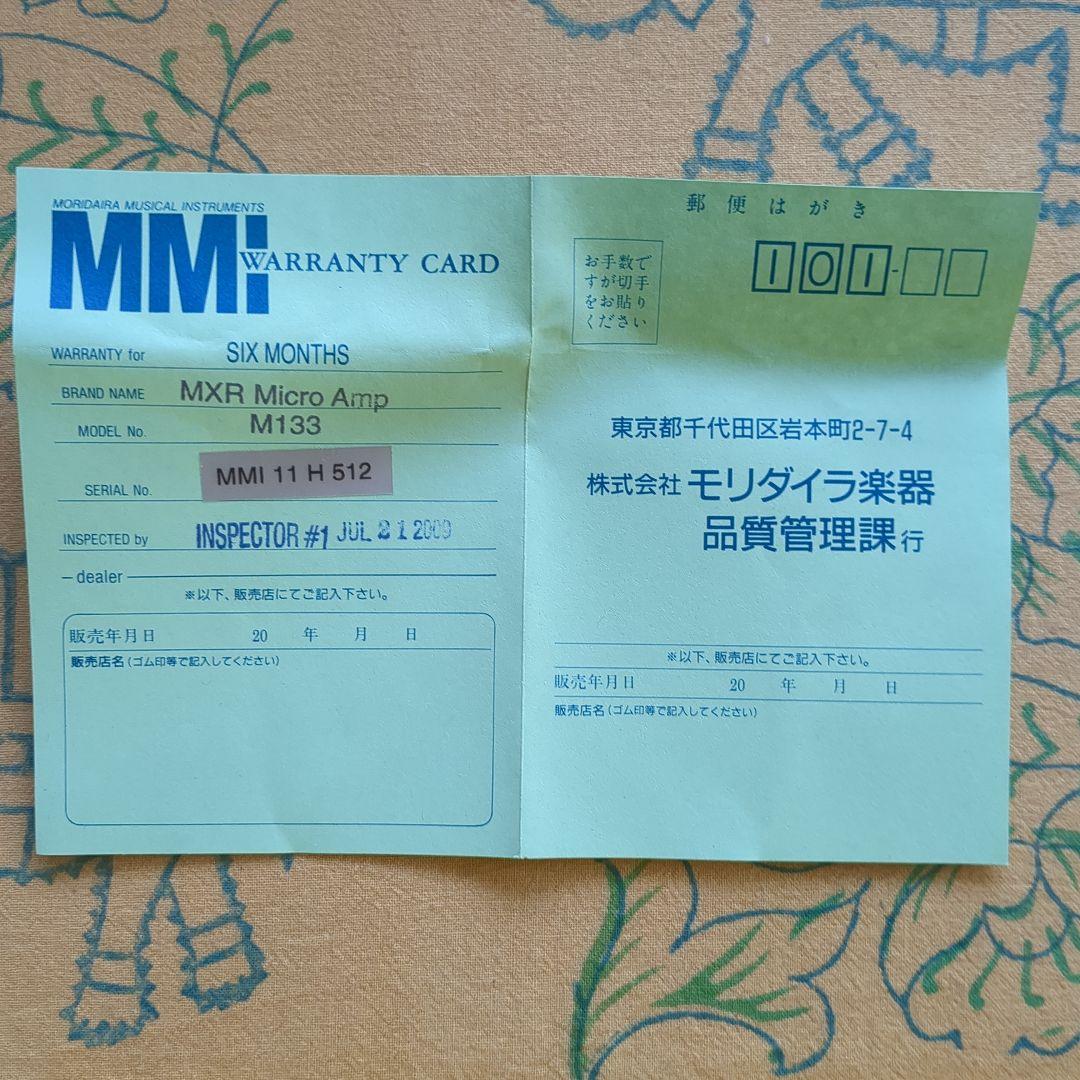 MORIDAIRA MUSICAL INSTRUMENTS
MMi WARRANTY CARD
WARRANTY for SIX MONTHS
BRAND NAME MXR Micro Amp
MODEL No. M133
SERIAL No. MMI 11 H 512
INSPECTED by INSPECTOR #1 JUL 21 2009
dealer
※以下、販売店にてご記入下さい。
販売年月日 20 年 月 日
販売店名(ゴム印等で記入してください)
郵便はがき
お手数で
すが切手
をお貼り
ください
101-
東京都千代田区岩本町2-7-4
株式会社 モリダイラ楽器
品質管理課行
※以下、販売店にてご記入下さい。
販売年月日 20 年 月 日
販売店名(ゴム印等で記入してください)